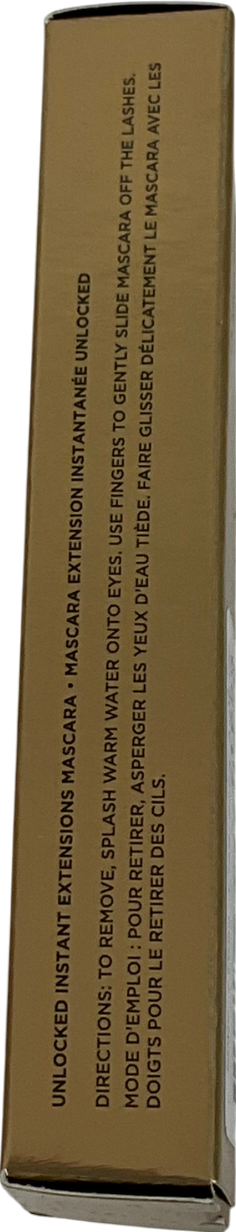 UNLOCKED INSTANT EXTENSIONS MASCARA • MASCARA EXTENSION INSTANTANÉE UNLOCKED
DIRECTIONS: TO REMOVE, SPLASH WARM WATER ONTO EYES. USE FINGERS TO GENTLY SLIDE MASCARA OFF THE LASHES.
MODE D'EMPLOI : POUR RETIRER, ASPERGER LES YEUX D'EAU TIÈDE. FAIRE GLISSER DÉLICATEMENT LE MASCARA AVEC LES
DOIGTS POUR LE RETIRER DES CILS.